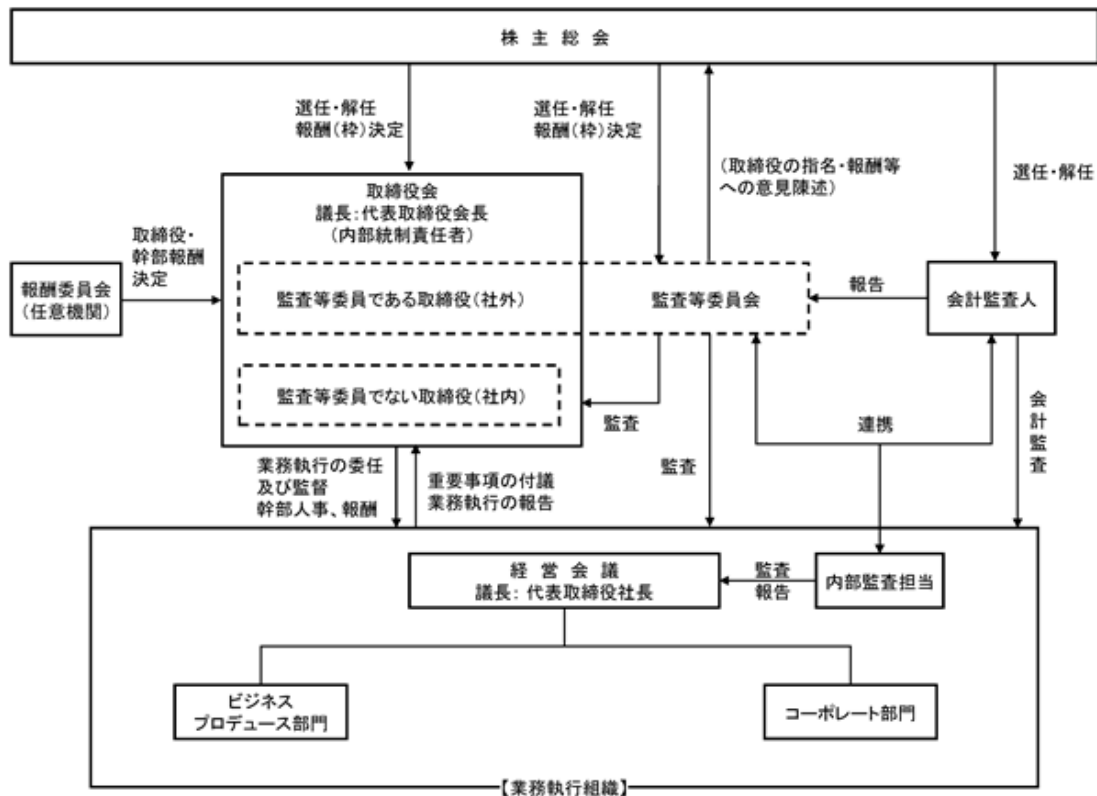 株 主 総 会
選任・解任
報酬(枠)決定
選任・解任
報酬(枠)決定
(取締役の指名・報酬等
への意見陳述)
選任・解任
取締役会
議長:代表取締役会長
(内部統制責任者)
取締役・
幹部報酬
決定
報酬委員会
(任意機関)
監査等委員である取締役(社外)
監査等委員会
報告
会計監査人
監査等委員でない取締役(社内)
監査
連携
会計監査
業務執行の委任
及び監督
幹部人事、報酬
重要事項の付議
業務執行の報告
監査
経 営 会 議
議長: 代表取締役社長
監査
報告
内部監査担当
ビジネス
プロデュース部門
コーポレート部門
【業務執行組織】